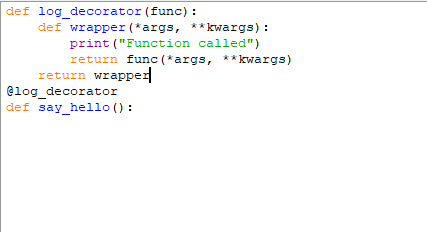 def log_decorator(func):
    def wrapper(*args, **kwargs):
        print("Function called")
        return func(*args, **kwargs)
    return wrapper
@log_decorator
def say_hello():